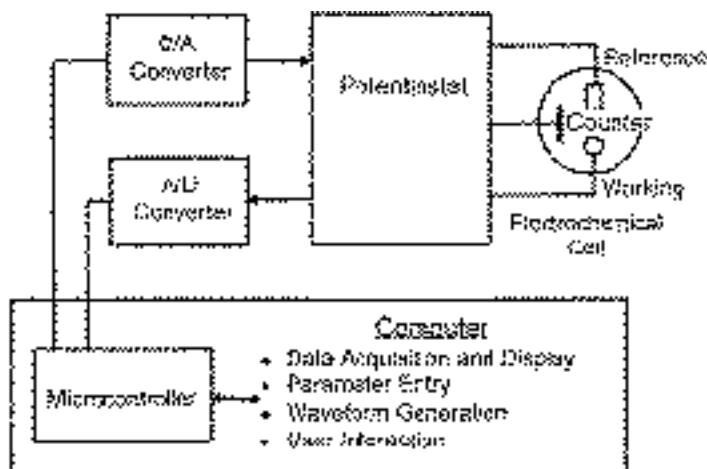 D/A
Converter
Potentiostat
Reference
Counter
A/D
Converter
Working
Electrochemical
Cell
Computer
Data Acquisition and Display
Microcontroller
Parameter Entry
Waveform Generation
User Interaction